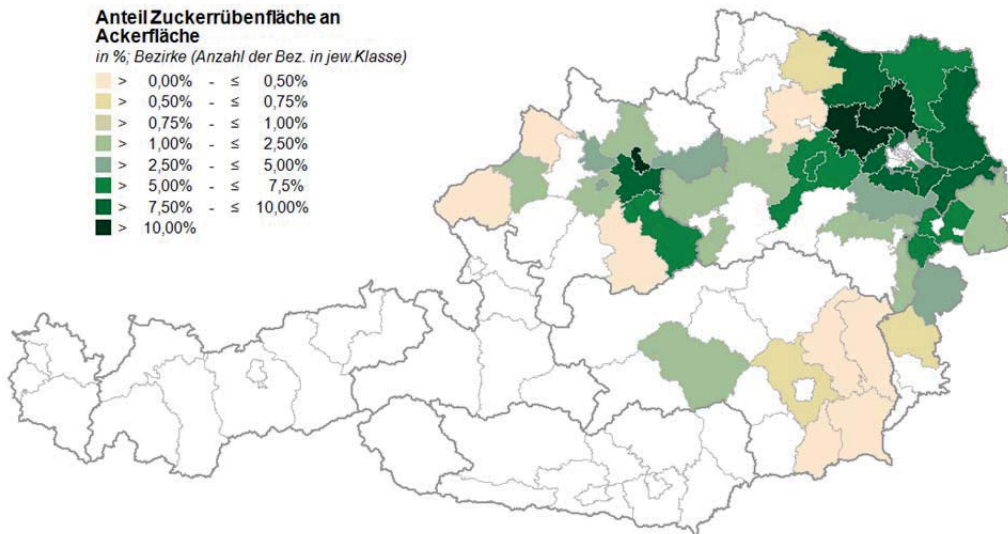 Anteil Zuckerrübenfläche an
Ackerfläche
in %; Bezirke (Anzahl der Bez. in jew.Klasse)
> 0,00% - ≤ 0,50%
> 0,50% - ≤ 0,75%
> 0,75% - ≤ 1,00%
> 1,00% - ≤ 2,50%
> 2,50% - ≤ 5,00%
> 5,00% - ≤ 7,5%
> 7,50% - ≤ 10,00%
> 10,00%